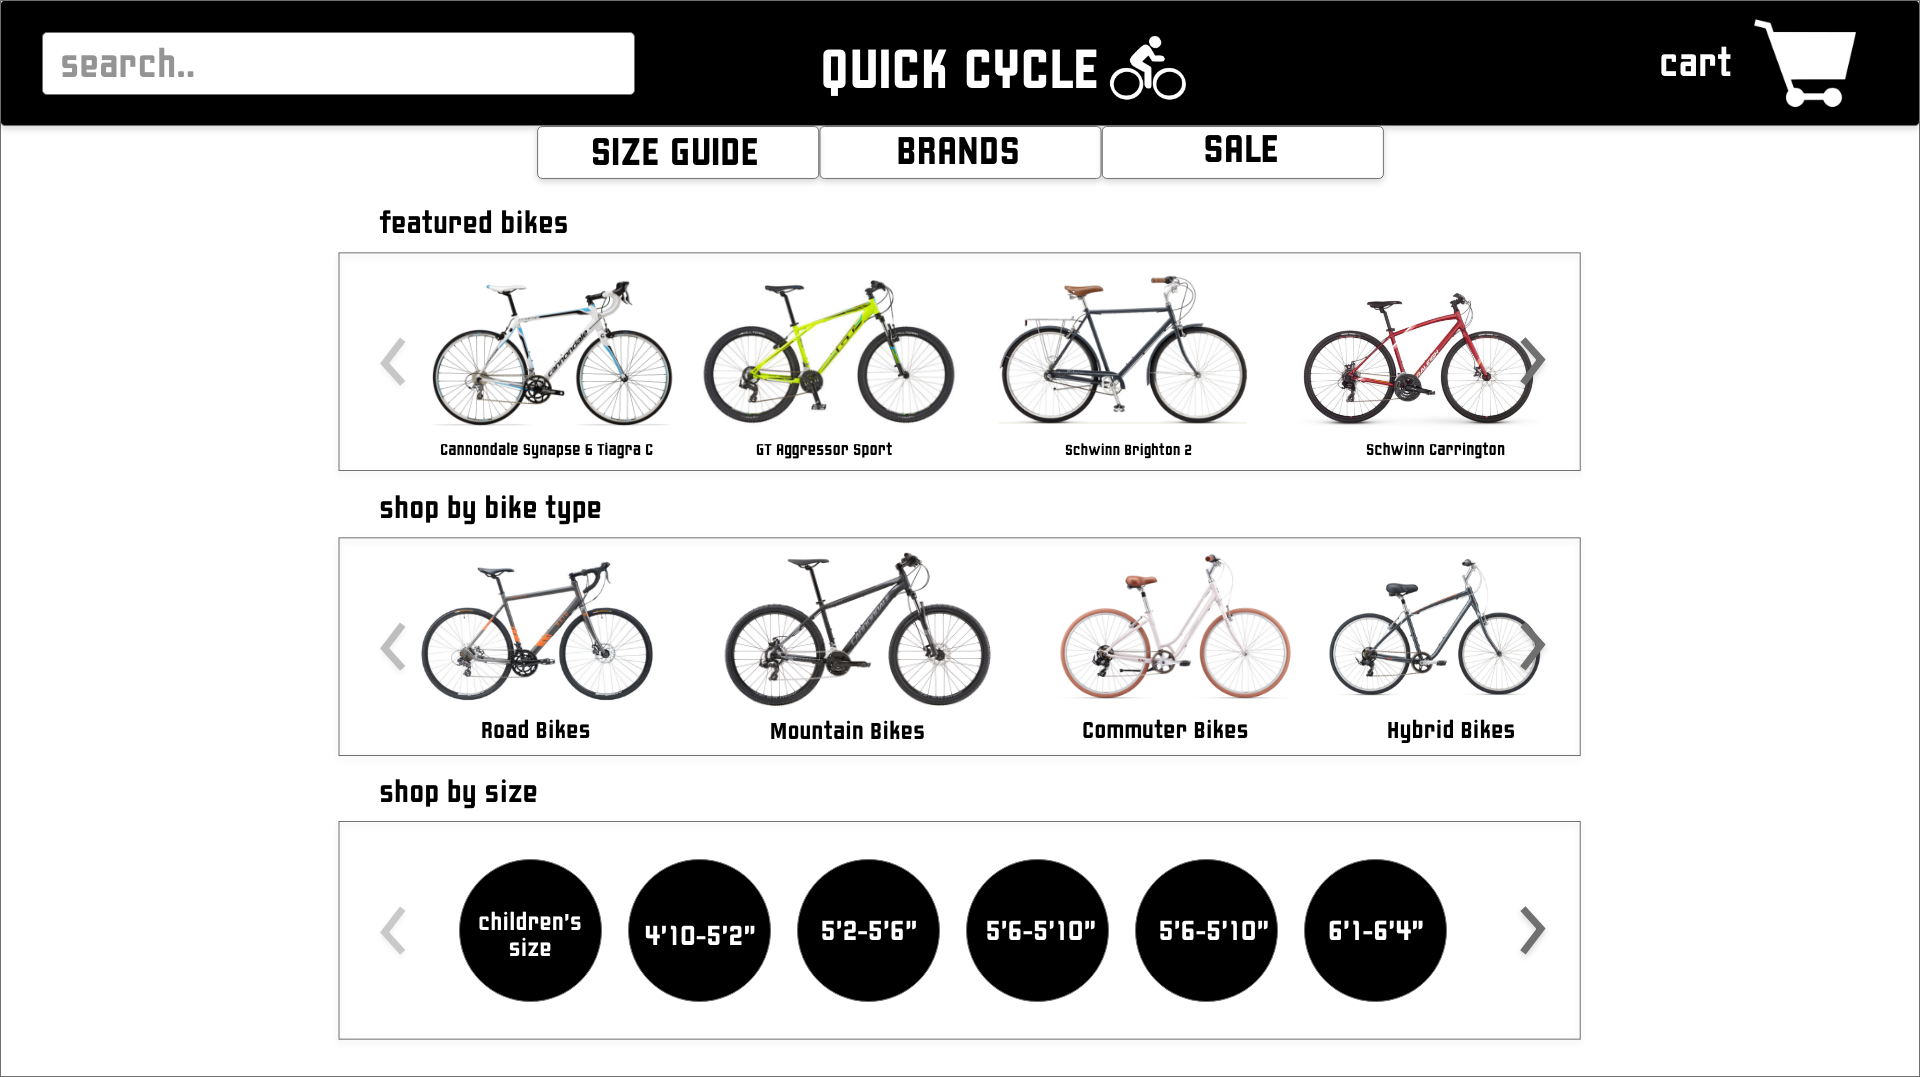 search..
QUICK CYCLE
cart
SIZE GUIDE
BRANDS
SALE
featured bikes
cannondale
GT
RALEIGH
Cannondale Synapse 6 Tiagra C
GT Aggressor Sport
Schwinn Brighton 2
Schwinn Carrington
shop by bike type
Road Bikes
Mountain Bikes
Commuter Bikes
Hybrid Bikes
shop by size
children's
size
4'10-5'2"
5'2-5'6"
5'6-5'10"
5'6-5'10"
6'1-6'4"